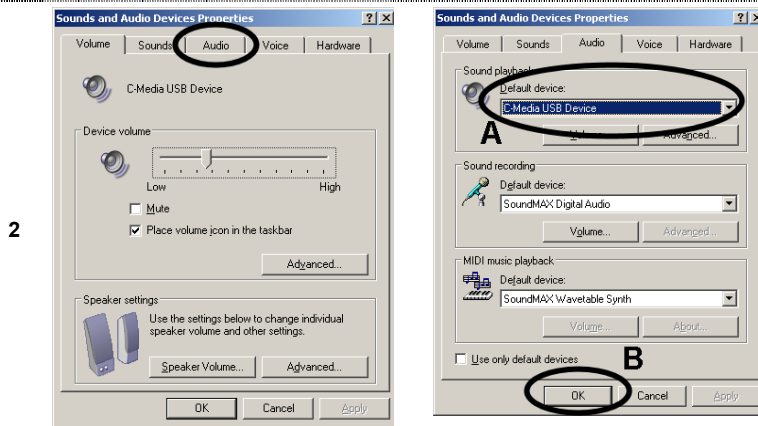 2
Sounds and Audio Devices Properties
Volume Sounds Audio Voice Hardware
C-Media USB Device
Device volume
Low High
Mute
Place volume icon in the taskbar
Advanced...
Speaker settings
Use the settings below to change individual
speaker volume and other settings.
Speaker Volume... Advanced...
OK Cancel Apply
Sounds and Audio Devices Properties
Volume Sounds Audio Voice Hardware
Sound playback
Default device:
C-Media USB Device
A
Volume... Advanced...
Sound recording
Default device:
SoundMAX Digital Audio
Volume... Advanced...
MIDI music playback
Default device:
SoundMAX Wavetable Synth
Volume... About...
Use only default devices
B
OK Cancel Apply